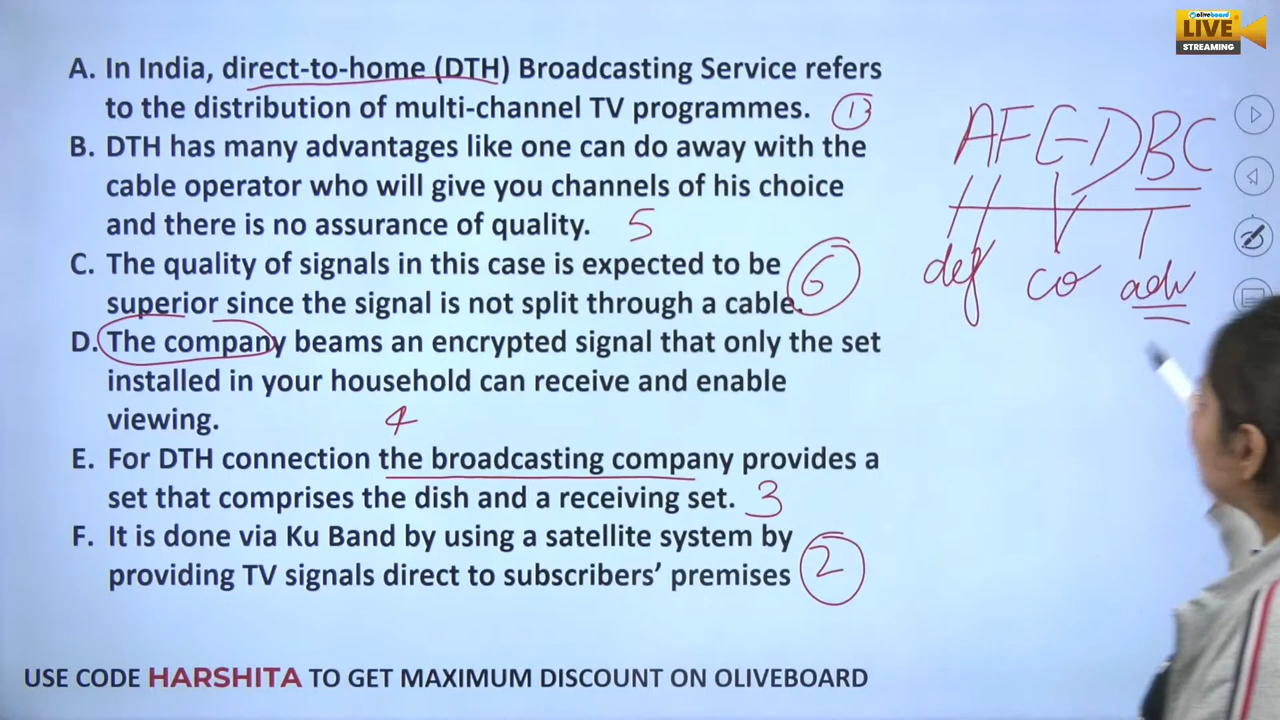 oliveboard
LIVE
STREAMING
A. In India, direct-to-home (DTH) Broadcasting Service refers
to the distribution of multi-channel TV programmes. 1
B. DTH has many advantages like one can do away with the
cable operator who will give you channels of his choice
and there is no assurance of quality. 5
C. The quality of signals in this case is expected to be
superior since the signal is not split through a cable. 6
D. The company beams an encrypted signal that only the set
installed in your household can receive and enable
viewing. 4
E. For DTH connection the broadcasting company provides a
set that comprises the dish and a receiving set. 3
F. It is done via Ku Band by using a satellite system by
providing TV signals direct to subscribers’ premises 2
AFEDBC
def co adv
USE CODE HARSHITA TO GET MAXIMUM DISCOUNT ON OLIVEBOARD